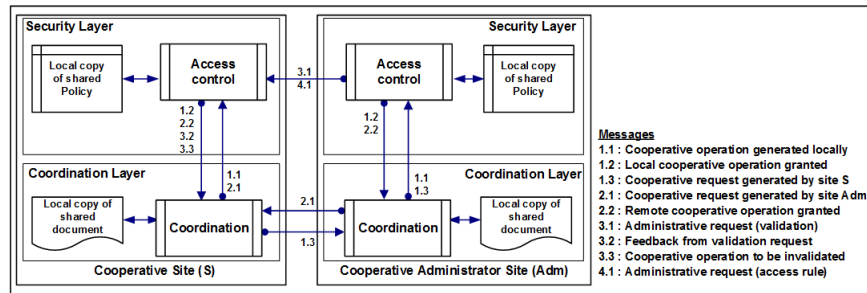 Security Layer
Local copy
of shared
Policy
Access
control
1.2
2.2
3.2
3.3
1.1
2.1
Coordination Layer
Local copy of
shared
document
Coordination
Cooperative Site (S)
3.1
4.1
2.1
1.3
Security Layer
Access
control
Local copy
of shared
Policy
1.2
2.2
1.1
1.3
Coordination Layer
Coordination
Local copy of
shared
document
Cooperative Administrator Site (Adm)
Messages
1.1 : Cooperative operation generated locally
1.2 : Local cooperative operation granted
1.3 : Cooperative request generated by site S
2.1 : Cooperative request generated by site Adm
2.2 : Remote cooperative operation granted
3.1 : Administrative request (validation)
3.2 : Feedback from validation request
3.3 : Cooperative operation to be invalidated
4.1 : Administrative request (access rule)